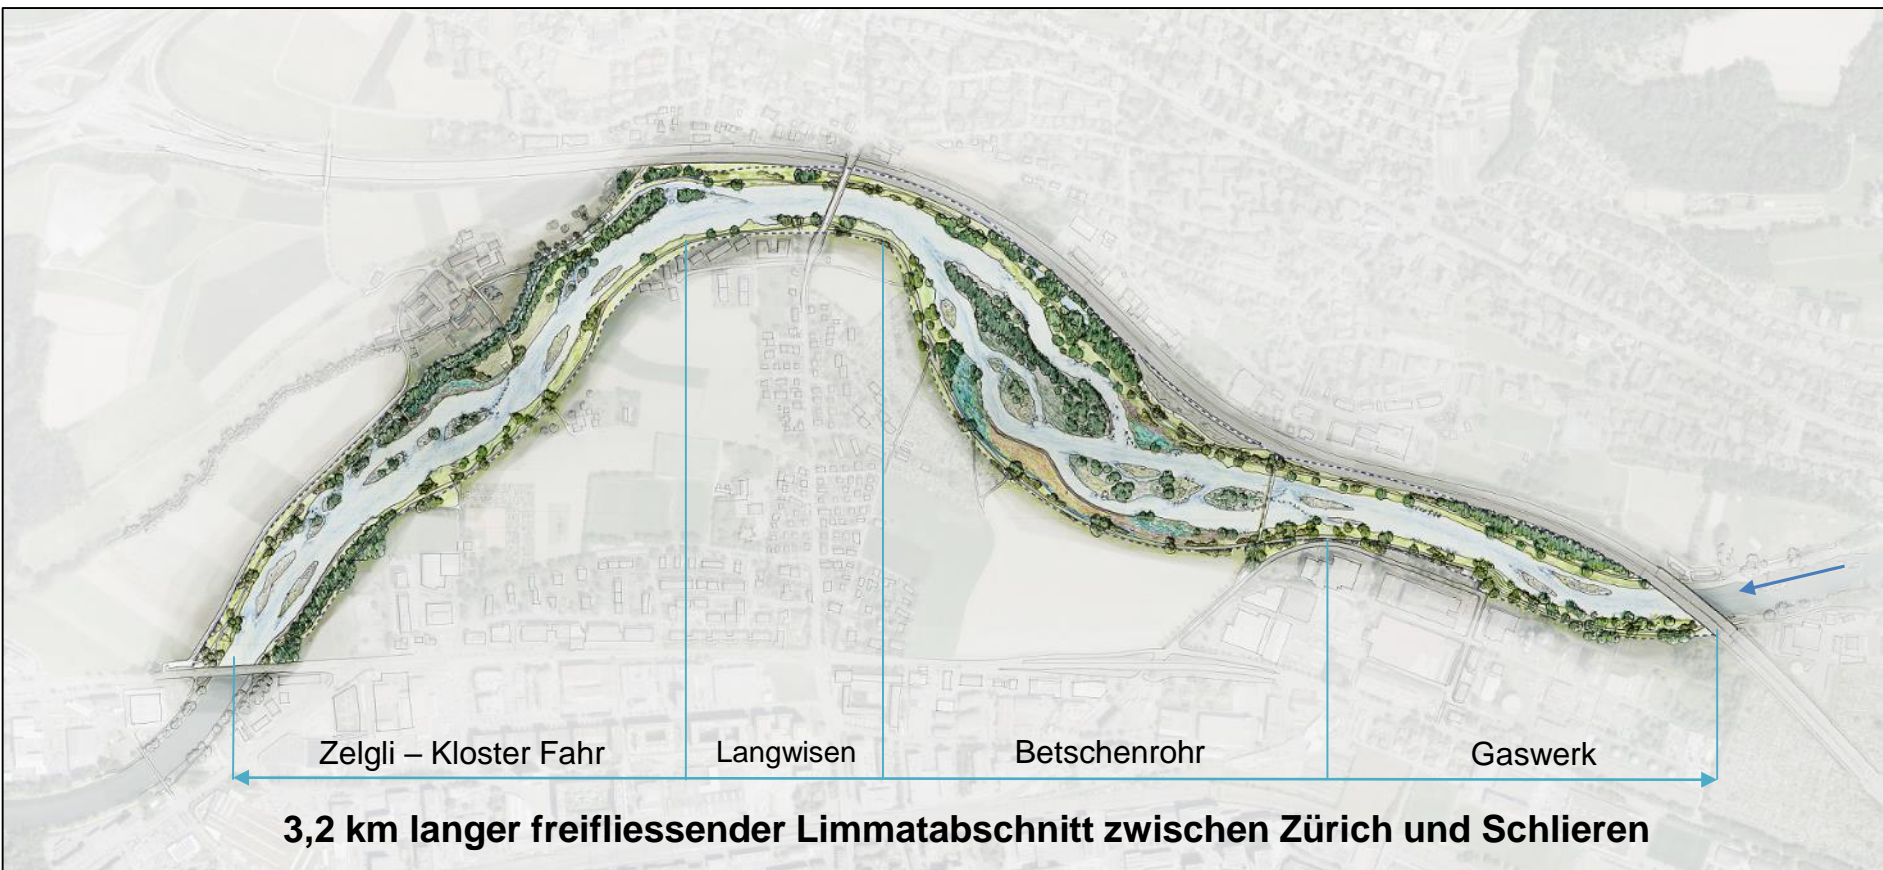 Zelgli – Kloster Fahr
Langwisen
Betschenrohr
Gaswerk
3,2 km langer freifliessender Limmatabschnitt zwischen Zürich und Schlieren